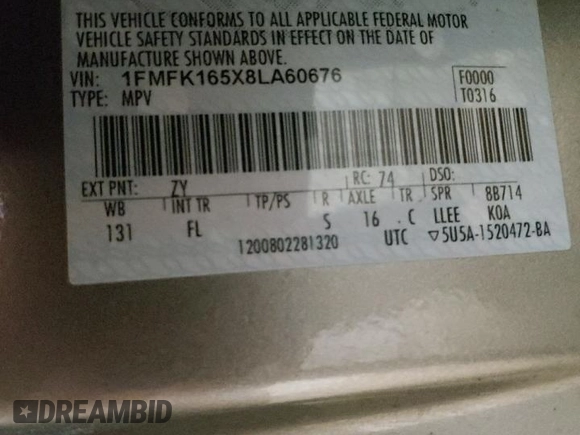 THIS VEHICLE CONFORMS TO ALL APPLICABLE FEDERAL MOTOR
VEHICLE SAFETY STANDARDS IN EFFECT ON THE DATE OF
MANUFACTURE SHOWN ABOVE.
VIN: 1FMFK165X8LA60676 F0000
TYPE: MPV T0316
EXT PNT: ZY RC: 74 DSO:
WB INT TR TP/PS R AXLE TR SPR 8B714
131 FL S 16 . C LLEE KOA
1200802281320 UTC ▽5U5A-1520472-BA
DREAMBID